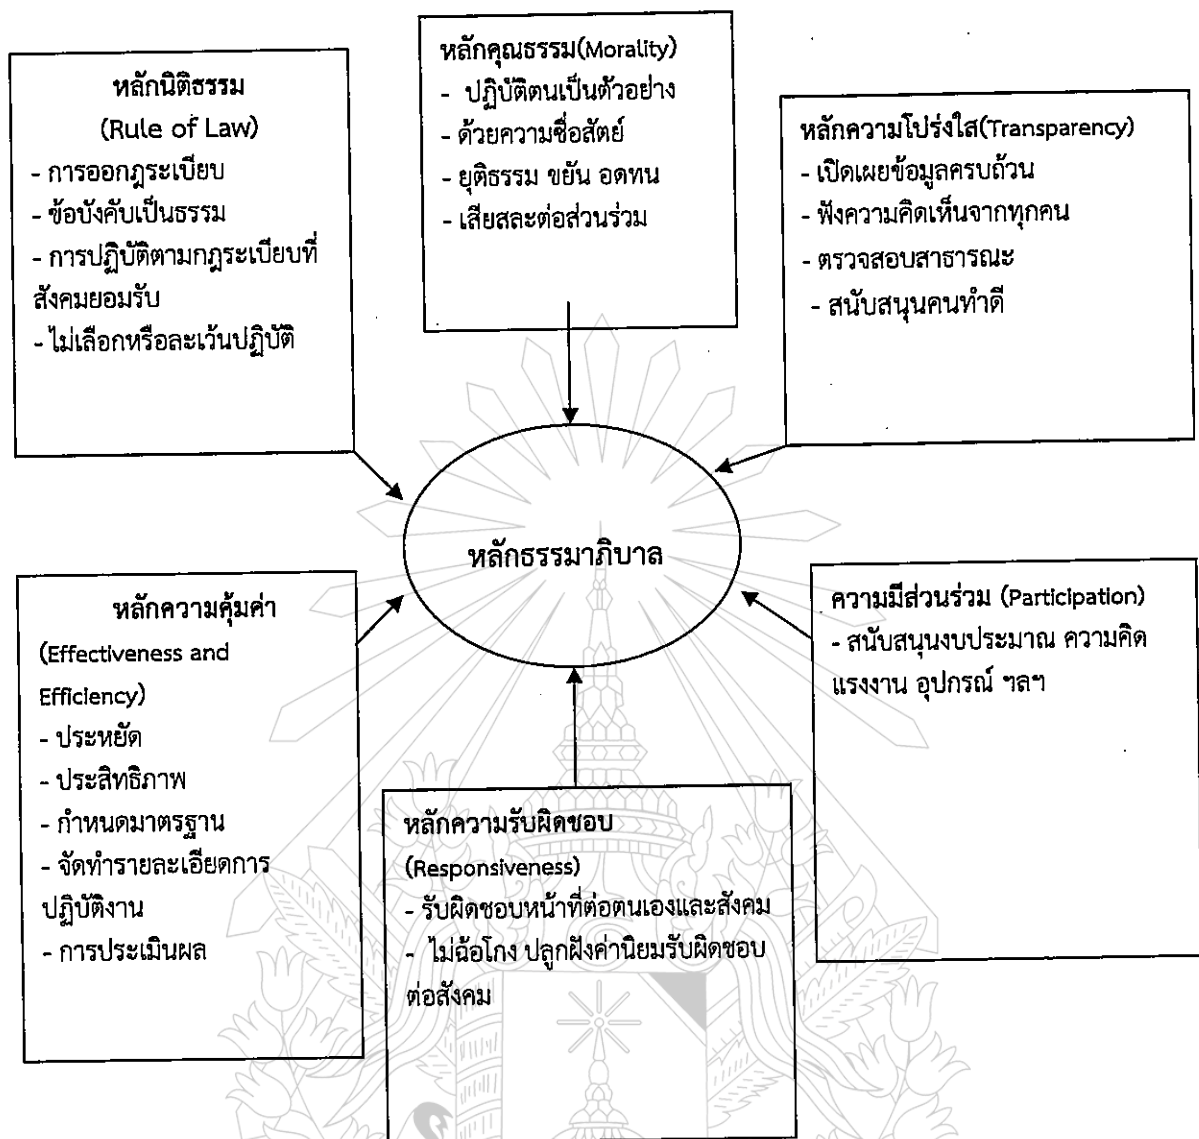 หลักนิติธรรม
(Rule of Law)
- การออกฎระเบียบ
- ข้อบังคับเป็นธรรม
- การปฏิบัติตามกฎระเบียบที่
สังคมยอมรับ
- ไม่เลือกหรือละเว้นปฏิบัติ
หลักคุณธรรม(Morality)
- ปฏิบัติตนเป็นตัวอย่าง
- ด้วยความซื่อสัตย์
- ยุติธรรม ขยัน อดทน
- เสียสละต่อส่วนร่วม
หลักความโปร่งใส(Transparency)
- เปิดเผยข้อมูลครบถ้วน
- ฟังความคิดเห็นจากทุกคน
- ตรวจสอบสาธารณะ
- สนับสนุนคนทำดี
หลักธรรมาภิบาล
หลักความคุ้มค่า
(Effectiveness and
Efficiency)
- ประหยัด
- ประสิทธิภาพ
- กำหนดมาตรฐาน
- จัดทำรายละเอียดการ
ปฏิบัติงาน
- การประเมินผล
หลักความรับผิดชอบ
(Responsiveness)
- รับผิดชอบหน้าที่ต่อตนเองและสังคม
- ไม่ฉ้อโกง ปลูกฝังค่านิยมรับผิดชอบ
ต่อสังคม
ความมีส่วนร่วม (Participation)
- สนับสนุนงบประมาณ ความคิด
แรงงาน อุปกรณ์ ฯลฯ